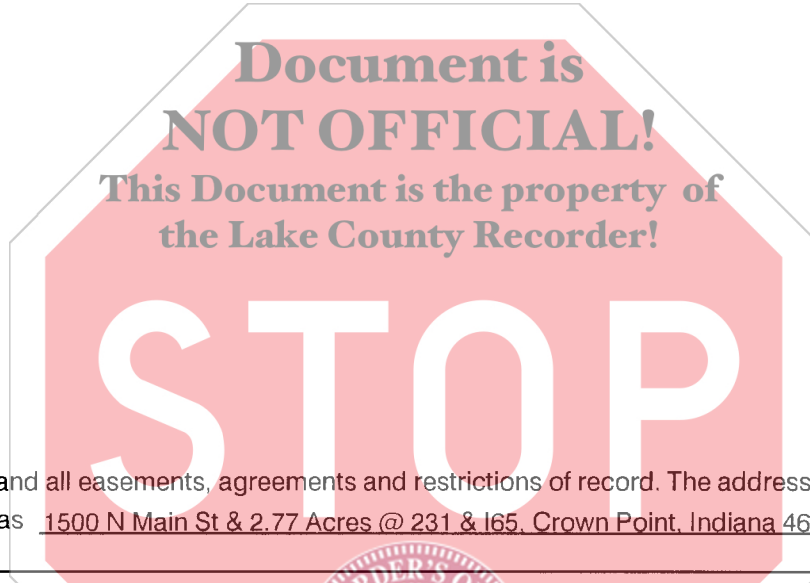 Document is
NOT OFFICIAL!
This Document is the property of
the Lake County Recorder!
STOP
and all easements, agreements and restrictions of record. The address
as 1500 N Main St & 2.77 Acres @ 231 & I65, Crown Point, Indiana 46